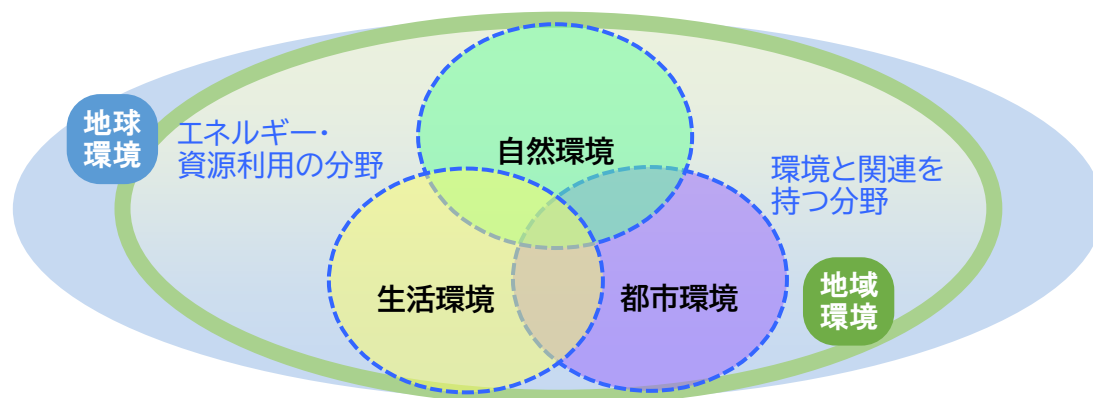 地球
環境
エネルギー・
資源利用の分野
自然環境
環境と関連を
持つ分野
生活環境
都市環境
地域
環境